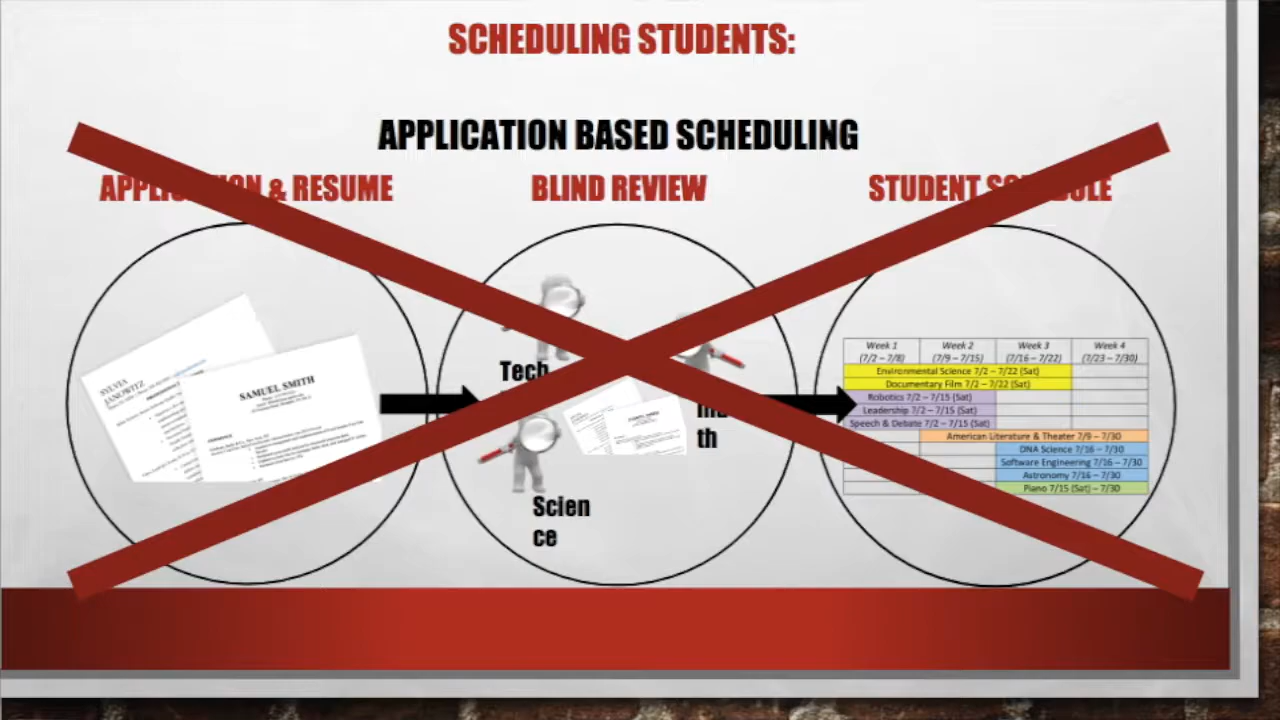 SCHEDULING STUDENTS:
APPLICATION BASED SCHEDULING
& RESUME
BLIND REVIEW
STUDENT
SYLVIA
JANOWITZ
SAMUEL SMITH
Tech
th
Scien
ce
Week 1 Week 2 Week 3 Week 4
(7/2 – 7/8) (7/9 – 7/15) (7/16 – 7/22) (7/23 – 7/30)
Environmental Science 7/2 – 7/22 (Sat)
Documentary Film 7/2 – 7/22 (Sat)
Robotics 7/2 – 7/15 (Sat)
Leadership 7/2 – 7/15 (Sat)
Speech & Debate 7/2 – 7/15 (Sat)
American Literature & Theater 7/9 – 7/30
DNA Science 7/16 – 7/30
Software Engineering 7/16 – 7/30
Astronomy 7/16 – 7/30
Piano 7/15 (Sat) – 7/30